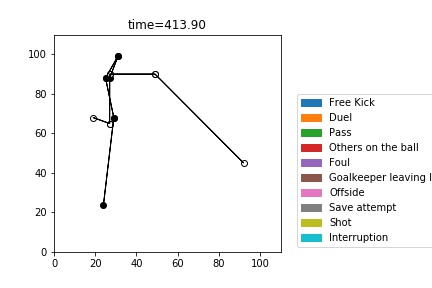 time=413.90
100
80
60
40
20
0
0 20 40 60 80 100
Free Kick
Duel
Pass
Others on the ball
Foul
Goalkeeper leaving l
Offside
Save attempt
Shot
Interruption